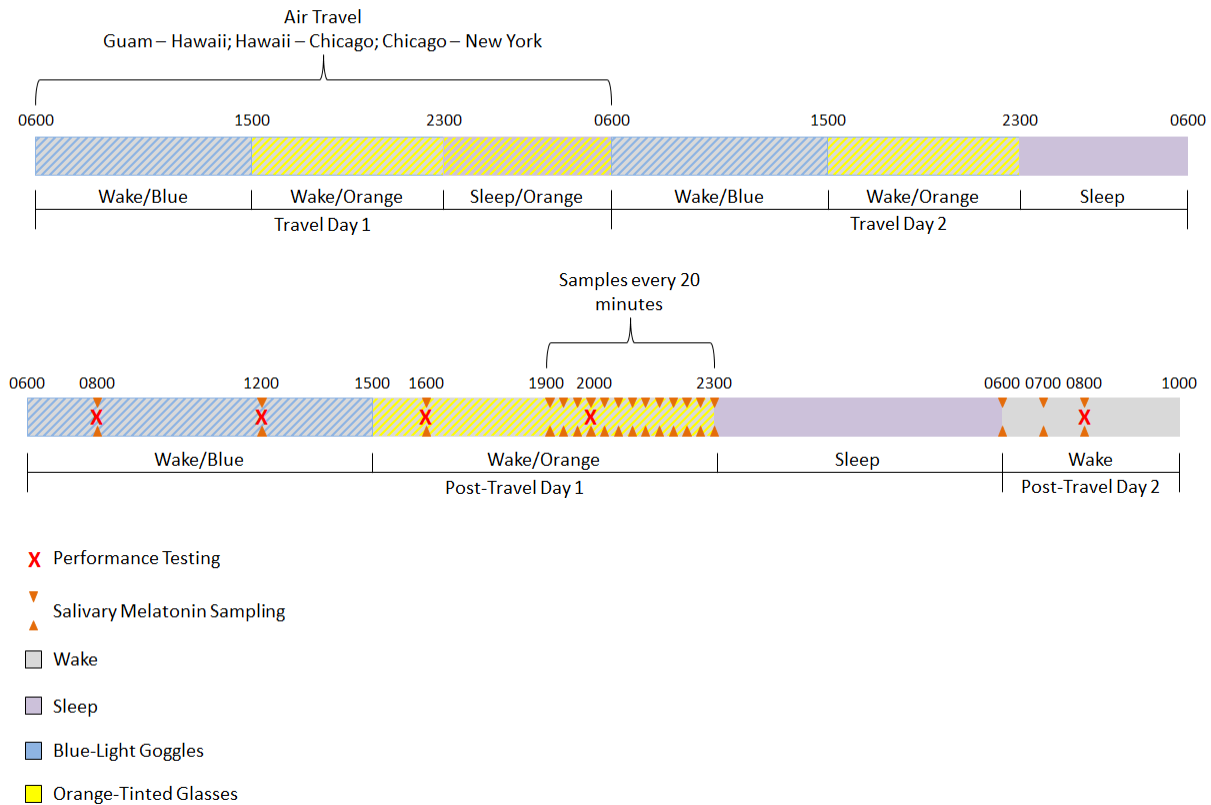 Air Travel
Guam – Hawaii; Hawaii – Chicago; Chicago – New York
0600 1500 2300 0600 1500 2300 0600
Wake/Blue Wake/Orange Sleep/Orange Wake/Blue Wake/Orange Sleep
Travel Day 1 Travel Day 2
Samples every 20
minutes
0600 0800 1200 1500 1600 1900 2000 2300 0600 0700 0800 1000
X X X X X
Wake/Blue Wake/Orange Sleep Wake
Post-Travel Day 1 Post-Travel Day 2
X Performance Testing
Salivary Melatonin Sampling
Wake
Sleep
Blue-Light Goggles
Orange-Tinted Glasses